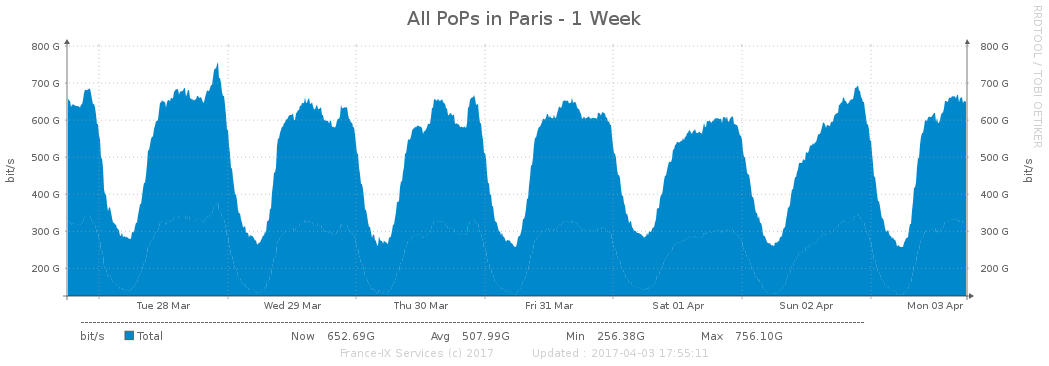 All PoPs in Paris - 1 Week
RRDTOOL / TOBI OETIKER
800 G 800 G
700 G 700 G
600 G 600 G
500 G 500 G
400 G 400 G
300 G 300 G
200 G 200 G
bit/s bit/s
Tue 28 Mar Wed 29 Mar Thu 30 Mar Fri 31 Mar Sat 01 Apr Sun 02 Apr Mon 03 Apr
bit/s Total Now 652.69G Avg 507.99G Min 256.38G Max 756.10G
France-IX Services (c) 2017 Updated : 2017-04-03 17:55:11